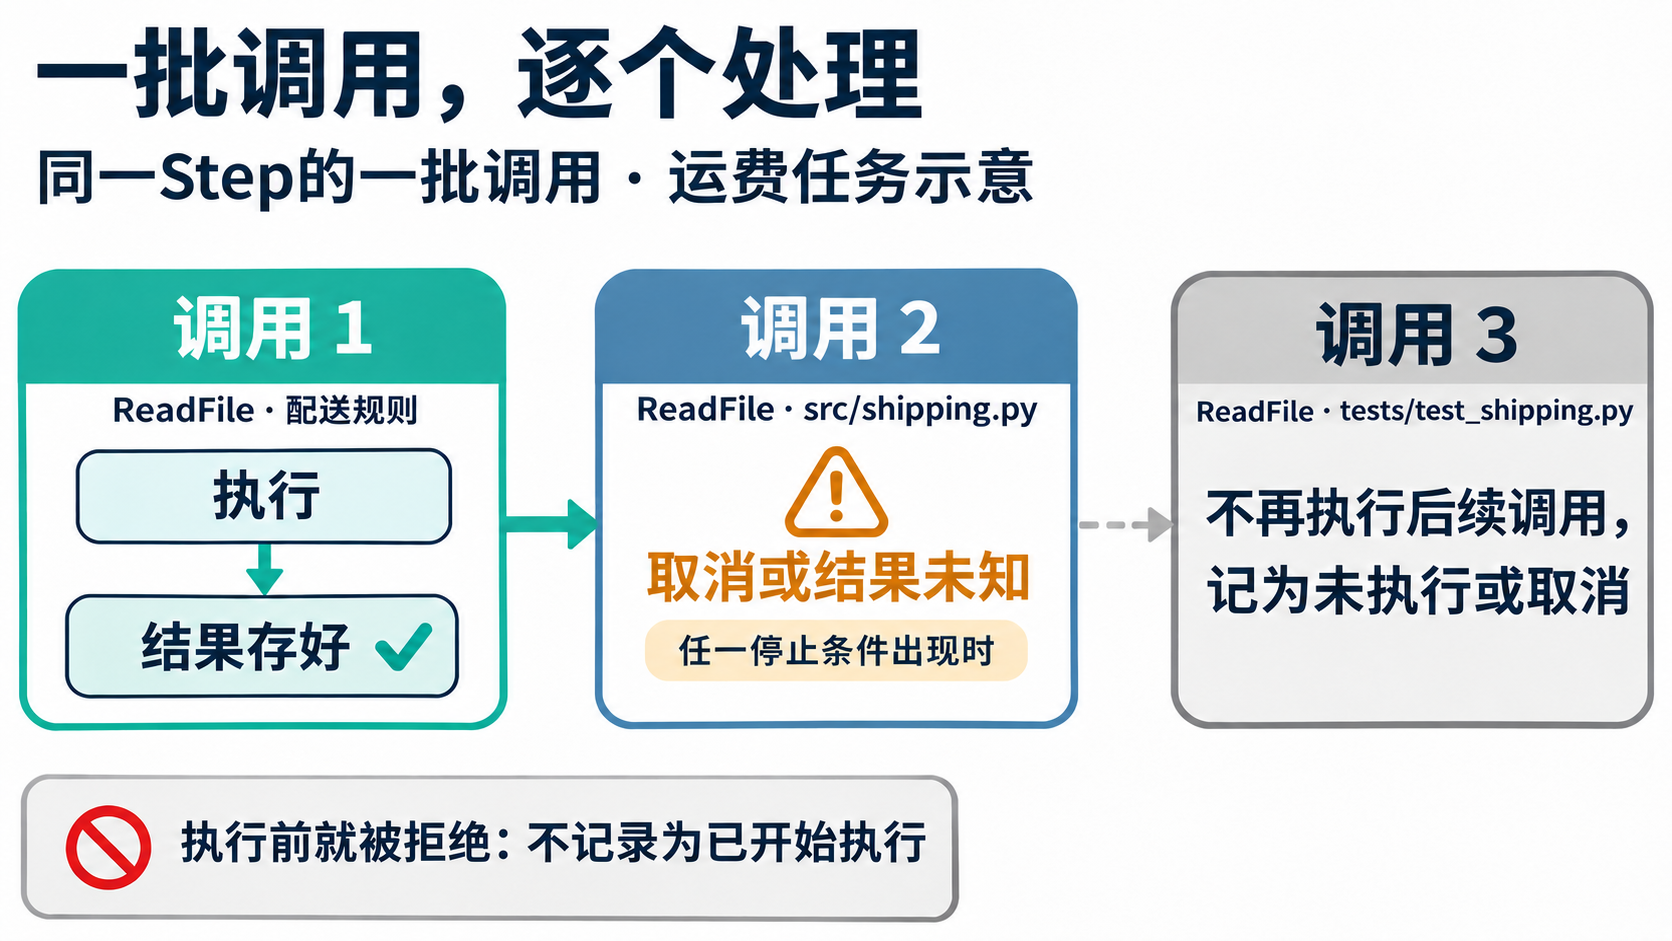 一批调用，逐个处理
同一Step的一批调用 · 运费任务示意
调用 1
ReadFile · 配送规则
执行
结果存好
调用 2
ReadFile · src/shipping.py
取消或结果未知
任一停止条件出现时
调用 3
ReadFile · tests/test_shipping.py
不再执行后续调用，
记为未执行或取消
执行前就被拒绝：不记录为已开始执行